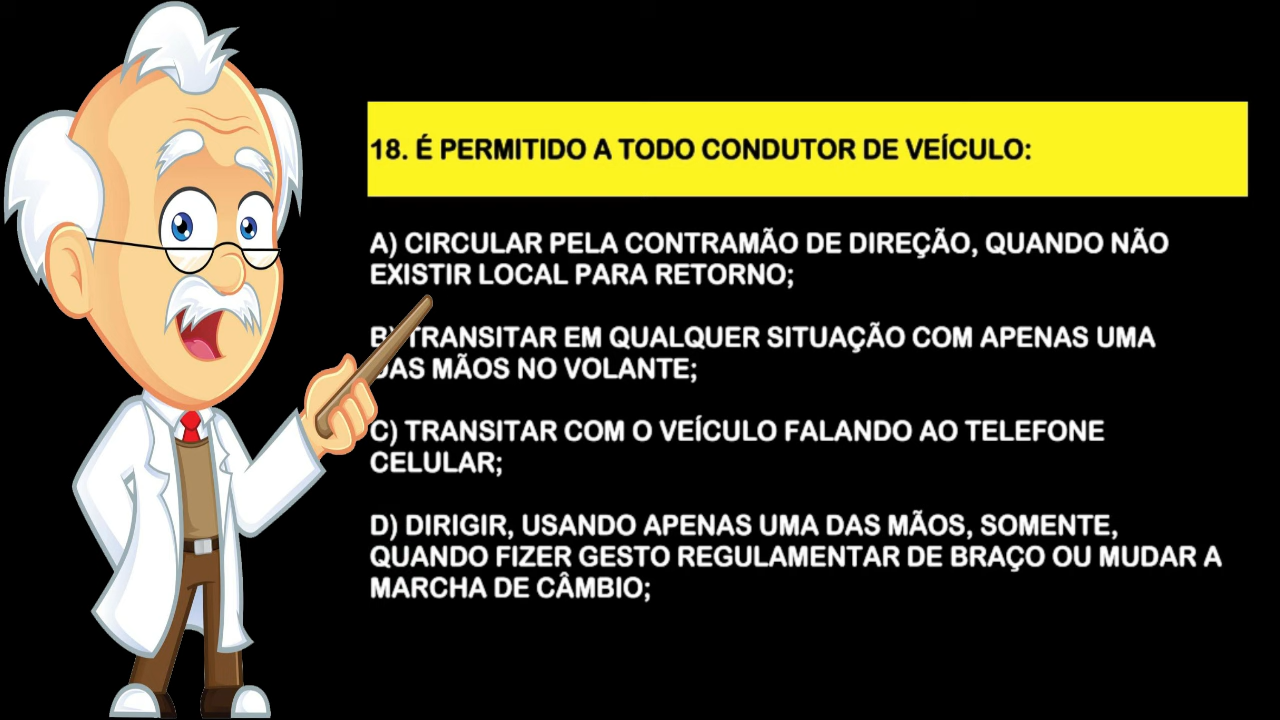 18. É PERMITIDO A TODO CONDUTOR DE VEÍCULO:
A) CIRCULAR PELA CONTRAMÃO DE DIREÇÃO, QUANDO NÃO
EXISTIR LOCAL PARA RETORNO;
B) TRANSITAR EM QUALQUER SITUAÇÃO COM APENAS UMA
DAS MÃOS NO VOLANTE;
C) TRANSITAR COM O VEÍCULO FALANDO AO TELEFONE
CELULAR;
D) DIRIGIR, USANDO APENAS UMA DAS MÃOS, SOMENTE,
QUANDO FIZER GESTO REGULAMENTAR DE BRAÇO OU MUDAR A
MARCHA DE CÂMBIO;